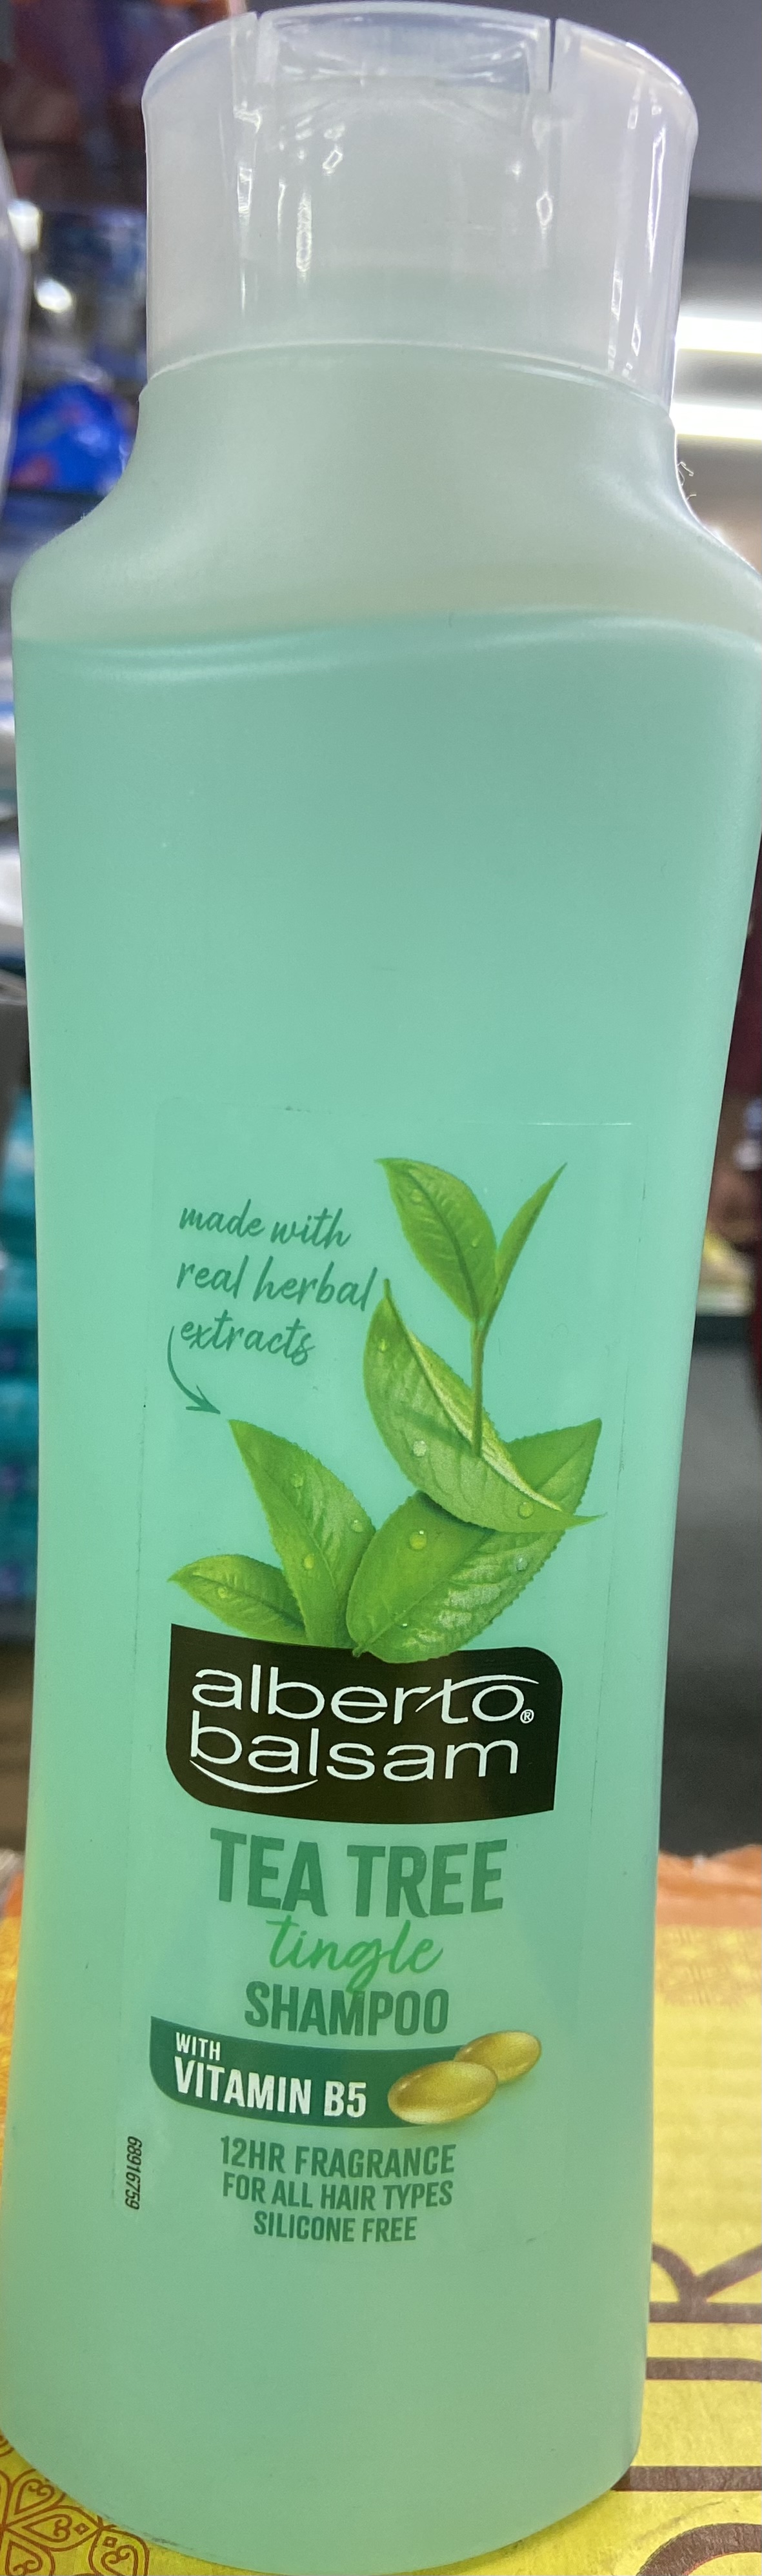 made with
real herbal
extracts
alberto®
balsam
TEA TREE
tingle
SHAMPOO
WITH
VITAMIN B5
12HR FRAGRANCE
FOR ALL HAIR TYPES
SILICONE FREE
68916759